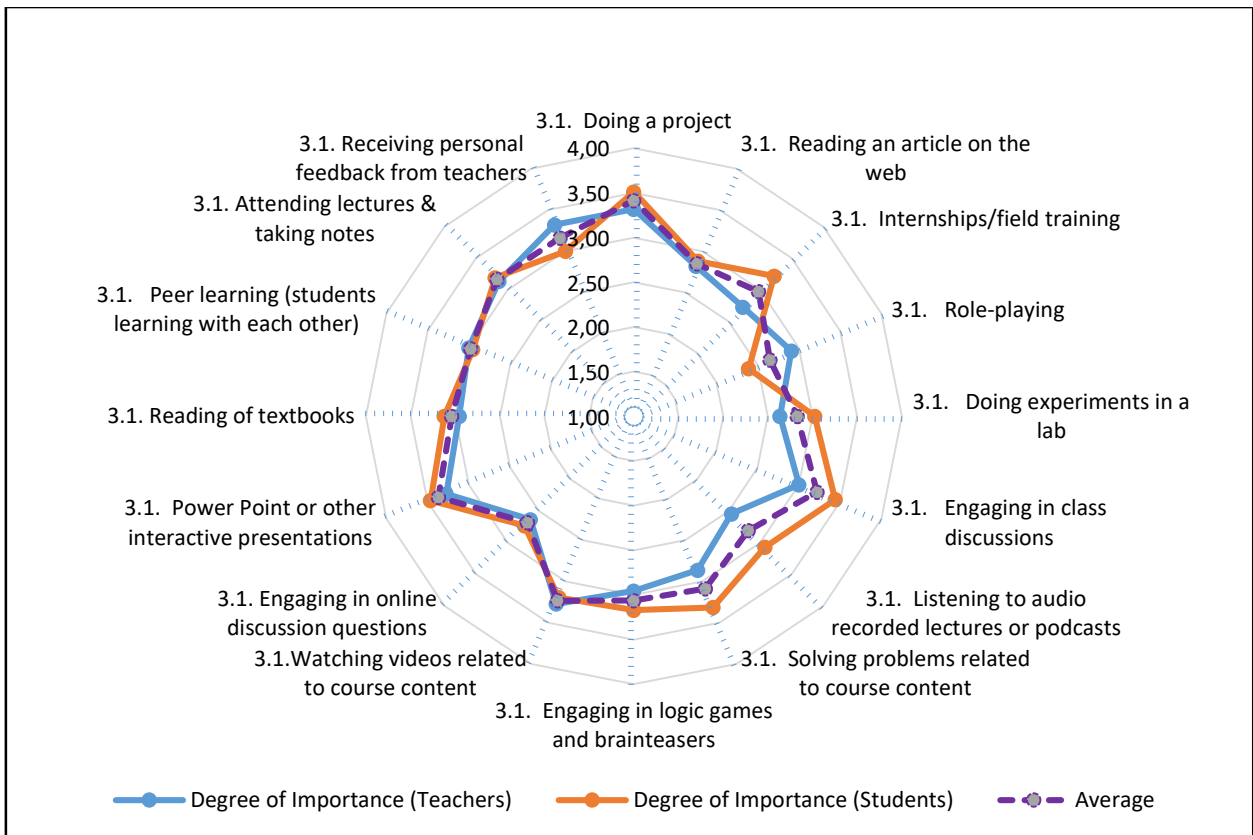 3.1. Doing a project
3.1. Reading an article on the
web
3.1. Internships/field training
3.1. Role-playing
3.1. Doing experiments in a
lab
3.1. Engaging in class
discussions
3.1. Listening to audio
recorded lectures or podcasts
3.1. Solving problems related
to course content
3.1. Engaging in logic games
and brainteasers
3.1.Watching videos related
to course content
3.1. Engaging in online
discussion questions
3.1. Power Point or other
interactive presentations
3.1. Reading of textbooks
3.1. Peer learning (students
learning with each other)
3.1. Attending lectures &
taking notes
3.1. Receiving personal
feedback from teachers
4,00
3,50
3,00
2,50
2,00
1,50
1,00
Degree of Importance (Teachers)
Degree of Importance (Students)
Average